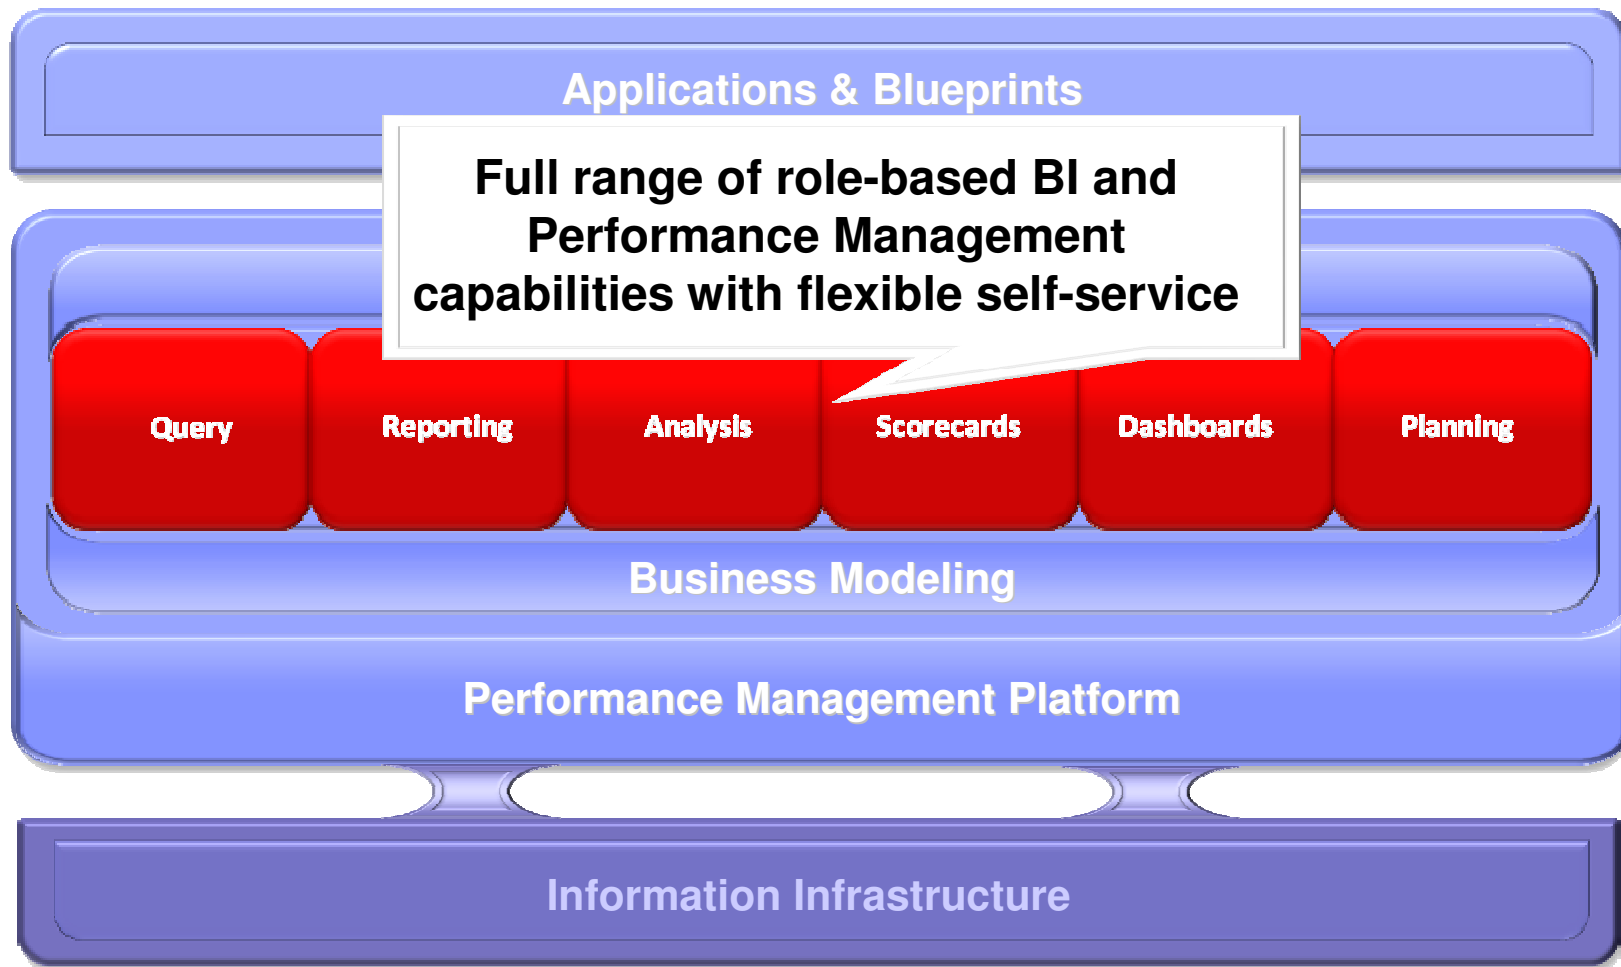 Applications & Blueprints
Full range of role-based BI and
Performance Management
capabilities with flexible self-service
Query
Reporting
Analysis
Scorecards
Dashboards
Planning
Business Modeling
Performance Management Platform
Information Infrastructure